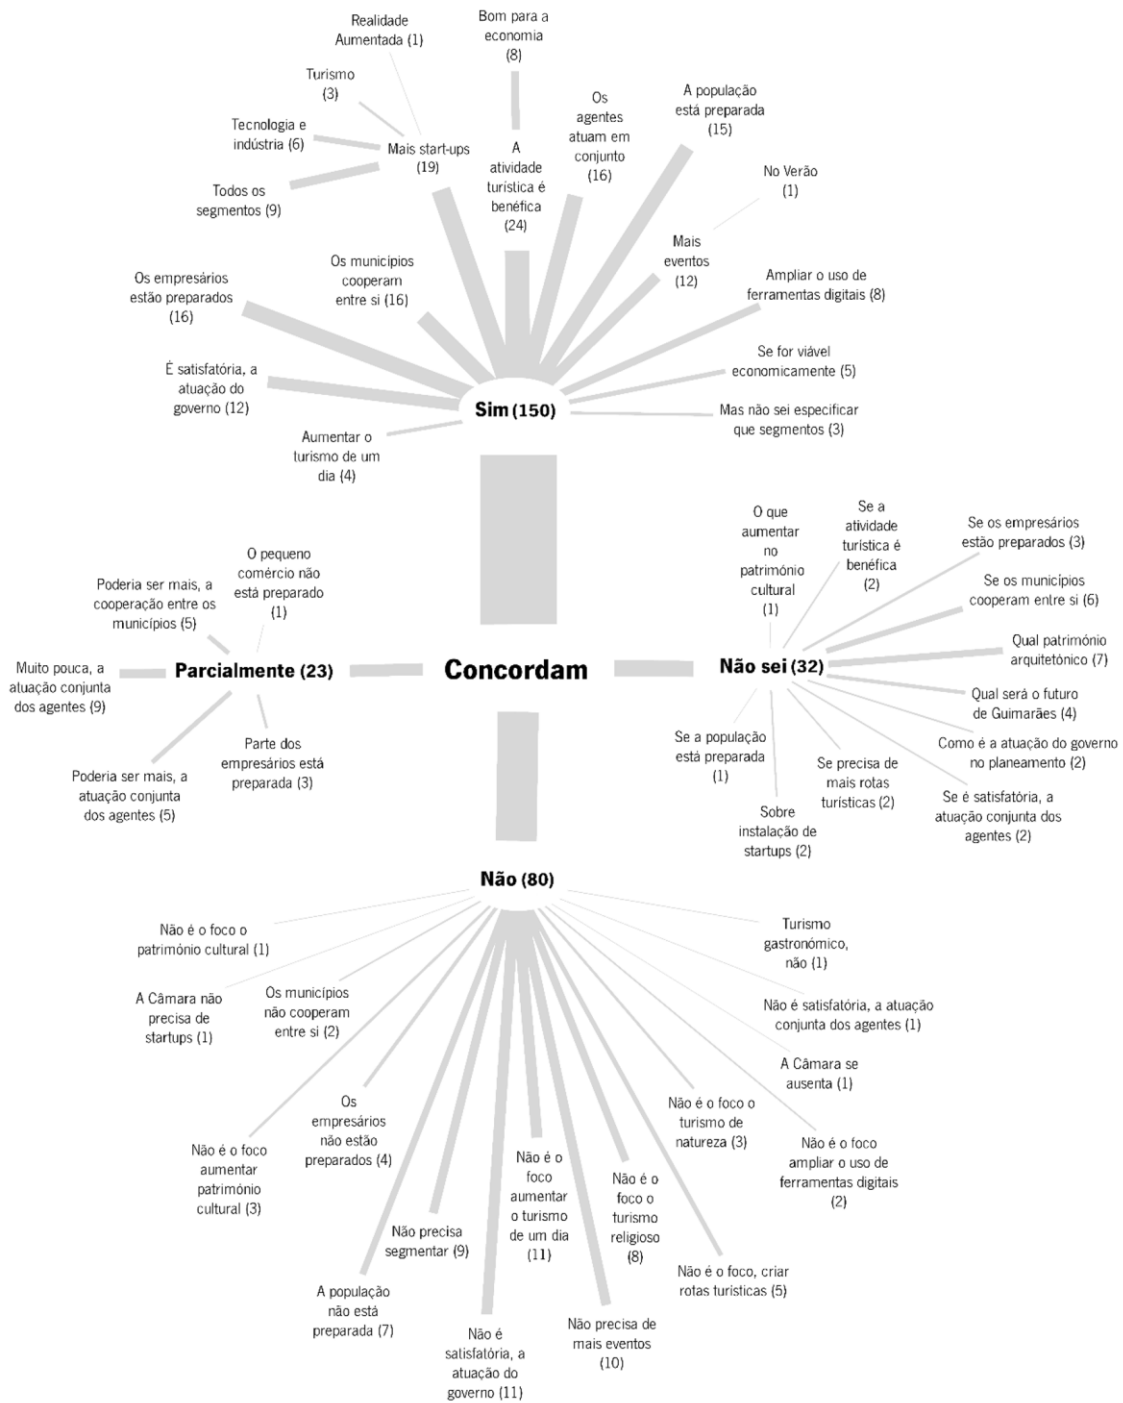 Realidade
Aumentada (1)
Bom para a
economia
(8)
Turismo
(3)
Os
agentes
atuam em
conjunto
(16)
A população
está preparada
(15)
Tecnologia e
indústria (6)
Mais start-ups
(19)
A
atividade
turística é
benéfica
(24)
No Verão
(1)
Todos os
segmentos (9)
Mais
eventos
(12)
Os municípios
cooperam
entre si (16)
Os empresários
estão preparados
(16)
Ampliar o uso de
ferramentas digitais (8)
É satisfatória, a
atuação do
governo (12)
Se for viável
economicamente (5)
Sim (150)
Mas não sei especificar
que segmentos (3)
Aumentar o
turismo de um
dia (4)
O pequeno
comércio não
está preparado
(1)
Poderia ser mais, a
cooperação entre os
municípios (5)
Muito pouca, a
atuação conjunta
dos agentes (9)
Parcialmente (23)
Poderia ser mais, a
atuação conjunta
dos agentes (5)
Parte dos
empresários está
preparada (3)
Concordam
Não sei (32)
O que
aumentar
no
património
cultural
(1)
Se a
atividade
turística é
benéfica
(2)
Se os empresários
estão preparados (3)
Se os municípios
cooperam entre si (6)
Qual património
arquitetónico (7)
Qual será o futuro
de Guimarães (4)
Como é a atuação do governo
no planeamento (2)
Se é satisfatória, a
atuação conjunta dos
agentes (2)
Se precisa de
mais rotas
turísticas (2)
Sobre
instalação de
startups (2)
Se a população
está preparada
(1)
Não (80)
Não é o foco o
património cultural (1)
A Câmara não
precisa de
startups (1)
Os municípios
não cooperam
entre si (2)
Não é o foco
aumentar
património
cultural (3)
Os
empresários
não estão
preparados (4)
A população
não está
preparada (7)
Não precisa
segmentar (9)
Não é
satisfatória, a
atuação do
governo (11)
Não é o
foco
aumentar
o turismo
de um dia
(11)
Não precisa de
mais eventos
(10)
Não é o
foco o
turismo
religioso
(8)
Não é o foco, criar
rotas turísticas (5)
Não é o foco o
turismo de
natureza (3)
Não é o foco
ampliar o uso de
ferramentas digitais
(2)
A Câmara se
ausenta (1)
Não é satisfatória, a atuação
conjunta dos agentes (1)
Turismo
gastronómico,
não (1)